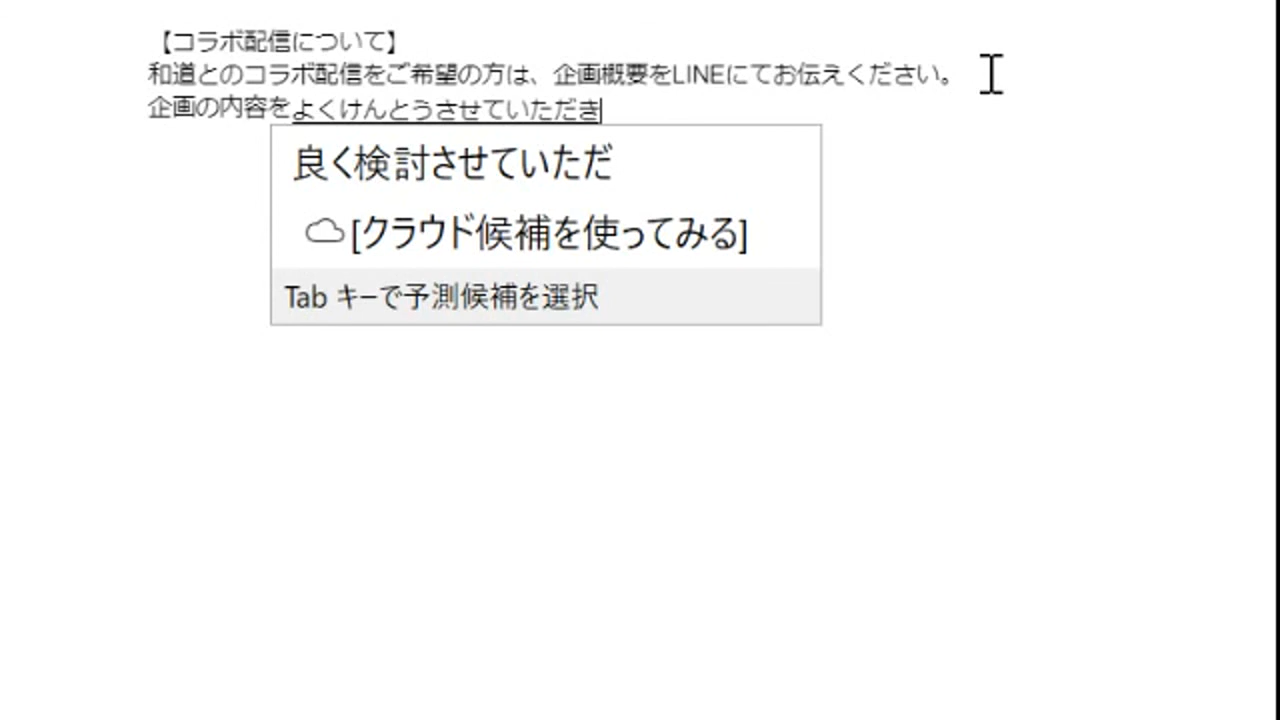 【コラボ配信について】
和道とのコラボ配信をご希望の方は、企画概要をLINEにてお伝えください。
企画の内容をよくけんとうさせていただき
良く検討させていただ
[クラウド候補を使ってみる]
Tab キーで予測候補を選択